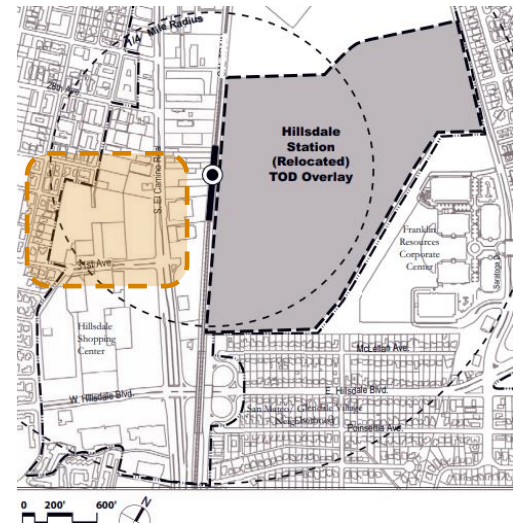 A 1/4 Mile Radius
28th Ave.
S. El Camino Real
Hillsdale
Station
(Relocated)
TOD Overlay
Franklin
Resources
Corporate
Center
Saratoga Dr.
31st Ave.
Hillsdale
Shopping
Center
McLellan Ave.
W. Hillsdale Blvd.
E. Hillsdale Blvd.
San Mateo Glendale Village
Neighborhood
Poinsettia Ave.
0 200' 600'
N